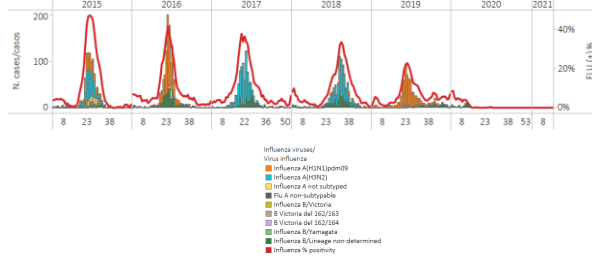 2015 2016 2017 2018 2019 2020 2021
200 40%
100 20%
0 0%
N. cases/casos
8 23 38 8 23 38 8 22 36 50 8 23 38 8 23 38 8 23 38 53 8
Influenza viruses/
Virus influenza
Influenza A(H1N1)pdm09
Influenza A(H3N2)
Influenza A not subtyped
Flu A non-subtypable
Influenza B/Victoria
B Victoria del 162/163
B Victoria del 162/164
Influenza B/Yamagata
Influenza B/Lineage non-determined
Influenza % positivity